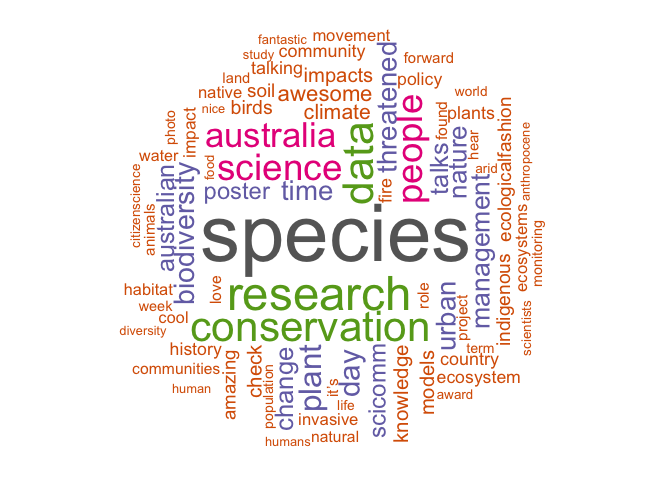 fantastic
movement
study
community
forward
talking
land
impacts
policy
native
soil
awesome
world
nice
birds
climate
plants
threatened
photo
impact
australia
data
people
found
hear
talks
nature
ecologicalfashion
water
food
science
fire
arid
anthropocene
citizenscience
animals
australian
biodiversity
poster
time
management
indigenous
ecosystems
monitoring
species
habitat
love
research
role
urban
project
scientists
week
cool
diversity
conservation
history
term
communities
amazing
check
change
plant
day
scicomm
knowledge
models
country
ecosystem
human
population
it's
life
award
invasive
humans
natural